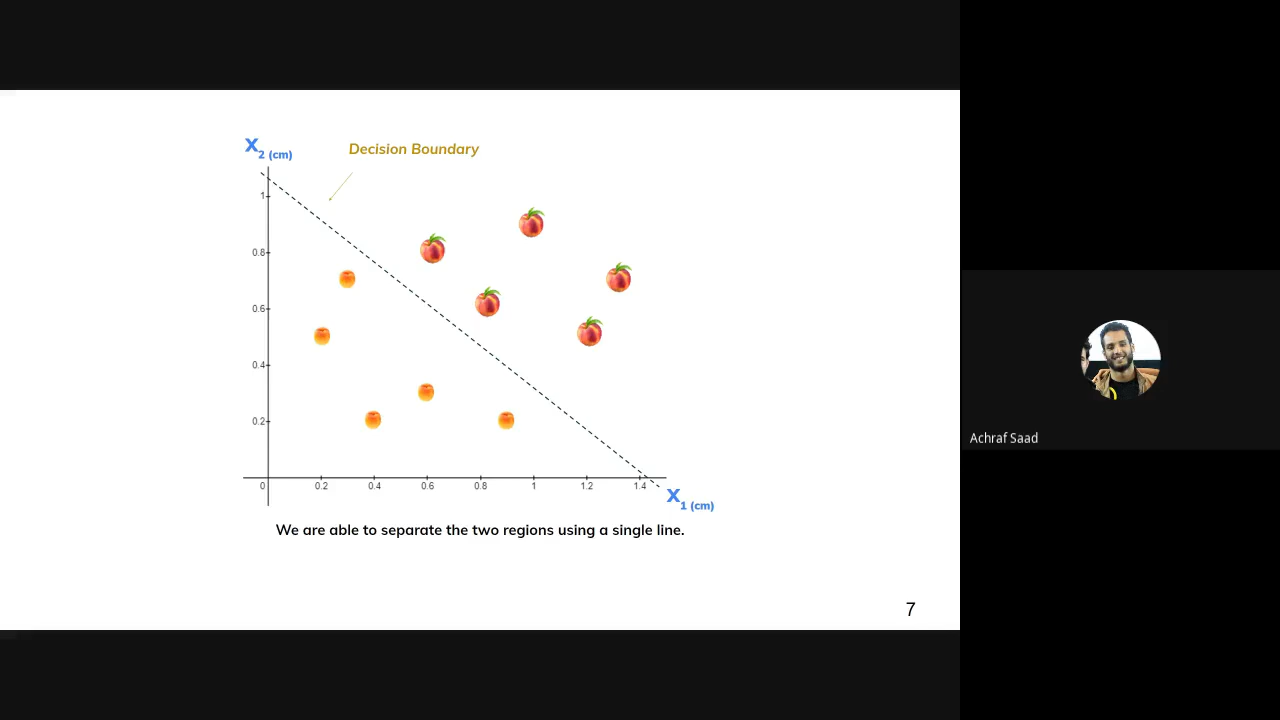 X2 (cm)
Decision Boundary
1
0.8
0.6
0.4
0.2
0 0.2 0.4 0.6 0.8 1 1.2 1.4
X1 (cm)
We are able to separate the two regions using a single line.
7
Achraf Saad